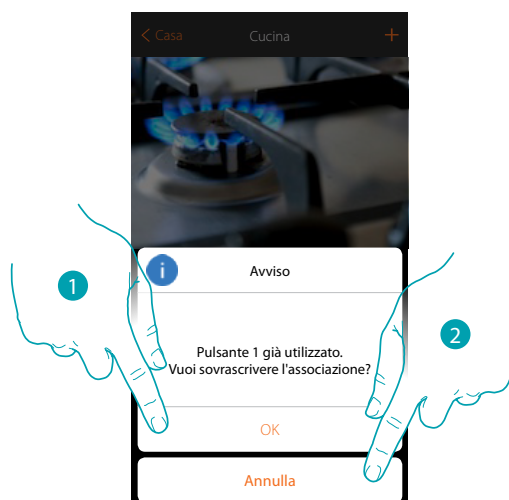 Casa Cucina +
i Avviso
1
Pulsante 1 già utilizzato.
Vuoi sovrascrivere l'associazione?
2
OK
Annulla